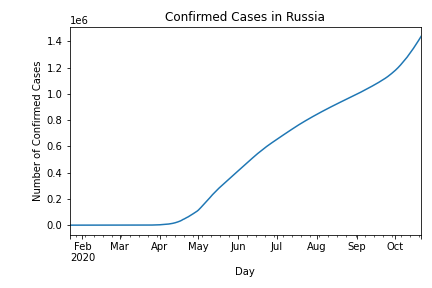 Confirmed Cases in Russia
1e6
1.4
1.2
1.0
0.8
0.6
0.4
0.2
0.0
Number of Confirmed Cases
Feb Mar Apr May Jun Jul Aug Sep Oct
2020
Day